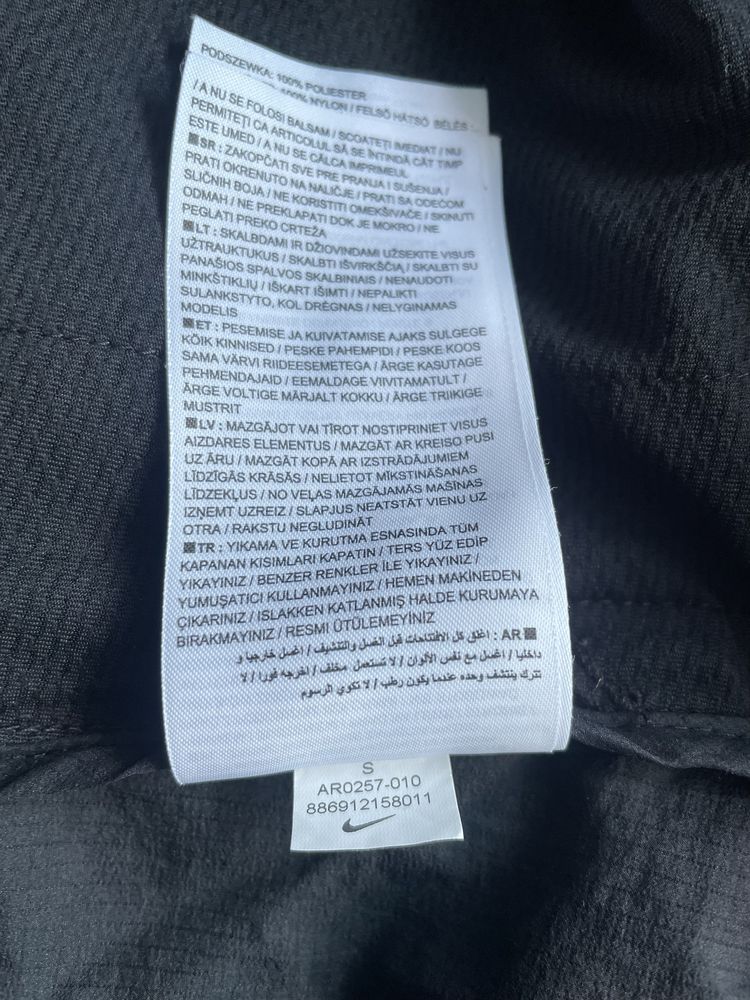 PODSZEWKA: 100% POLIESTER
100% NYLON / FELSŐ HÁTSÓ BÉLÉS :
/ A NU SE FOLOSI BALSAM / SCOATEȚI IMEDIAT / NU
PERMITEȚI CA ARTICOLUL SĂ SE ÎNTINDĂ CÂT TIMP
ESTE UMED / A NU SE CĂLCA IMPRIMEUL
SR : ZAKOPČATI SVE PRE PRANJA I SUŠENJA /
PRATI OKRENUTO NA NALIČJE / PRATI SA ODEĆOM
SLIČNIH BOJA / NE KORISTITI OMEKŠIVAČE / SKINUTI
ODMAH / NE PREKLAPATI DOK JE MOKRO / NE
PEGLATI PREKO CRTEŽA
LT : SKALBDAMI IR DŽIOVINDAMI UŽSEKITE VISUS
UŽTRAUKTUKUS / SKALBTI IŠVIRKŠČIĄ / SKALBTI SU
PANAŠIOS SPALVOS SKALBINIAIS / NENAUDOTI
MINKŠTIKLIŲ / IŠKART IŠIMTI / NEPALIKTI
SULANKSTYTO, KOL DRĖGNAS / NELYGINAMAS
MODELIS
ET : PESEMISE JA KUIVATAMISE AJAKS SULGEGE
KÕIK KINNISED / PESKE PAHEMPIDI / PESKE KOOS
SAMA VÄRVI RIIDEESEMETEGA / ÄRGE KASUTAGE
PEHMENDAJAID / EEMALDAGE VIIVITAMATULT /
ÄRGE VOLTIGE MÄRJALT KOKKU / ÄRGE TRIIKIGE
MUSTRIT
LV : MAZGĀJOT VAI TĪROT NOSTIPRINIET VISUS
AIZDARES ELEMENTUS / MAZGĀT AR KREISO PUSI
UZ ĀRU / MAZGĀT KOPĀ AR IZSTRĀDĀJUMIEM
LĪDZĪGĀS KRĀSĀS / NELIETOT MĪKSTINĀŠANAS
LĪDZEKĻUS / NO VEĻAS MAZGĀJAMĀS MAŠĪNAS
IZŅEMT UZREIZ / SLAPJUS NEATSTĀT VIENU UZ
OTRA / RAKSTU NEGLUDINĀT
TR : YIKAMA VE KURUTMA ESNASINDA TÜM
KAPANAN KISIMLARI KAPATIN / TERS YÜZ EDİP
YIKAYINIZ / BENZER RENKLER İLE YIKAYINIZ /
YUMUŞATICI KULLANMAYINIZ / HEMEN MAKİNEDEN
ÇIKARINIZ / ISLAKKEN KATLANMIŞ HALDE KURUMAYA
BIRAKMAYINIZ / RESMI ÜTÜLEMEYİNİZ
AR : اغلق كل الافتتاحات قبل الغسل والتنشيف / اغسل خارجيا و
داخليا / اغسل مع نفس الألوان / لا تستعمل مخلف / اخرجه فورا / لا
تترك ينتشف وحده عندما يكون رطب / لا تكوي الرسوم
S
AR0257-010
886912158011